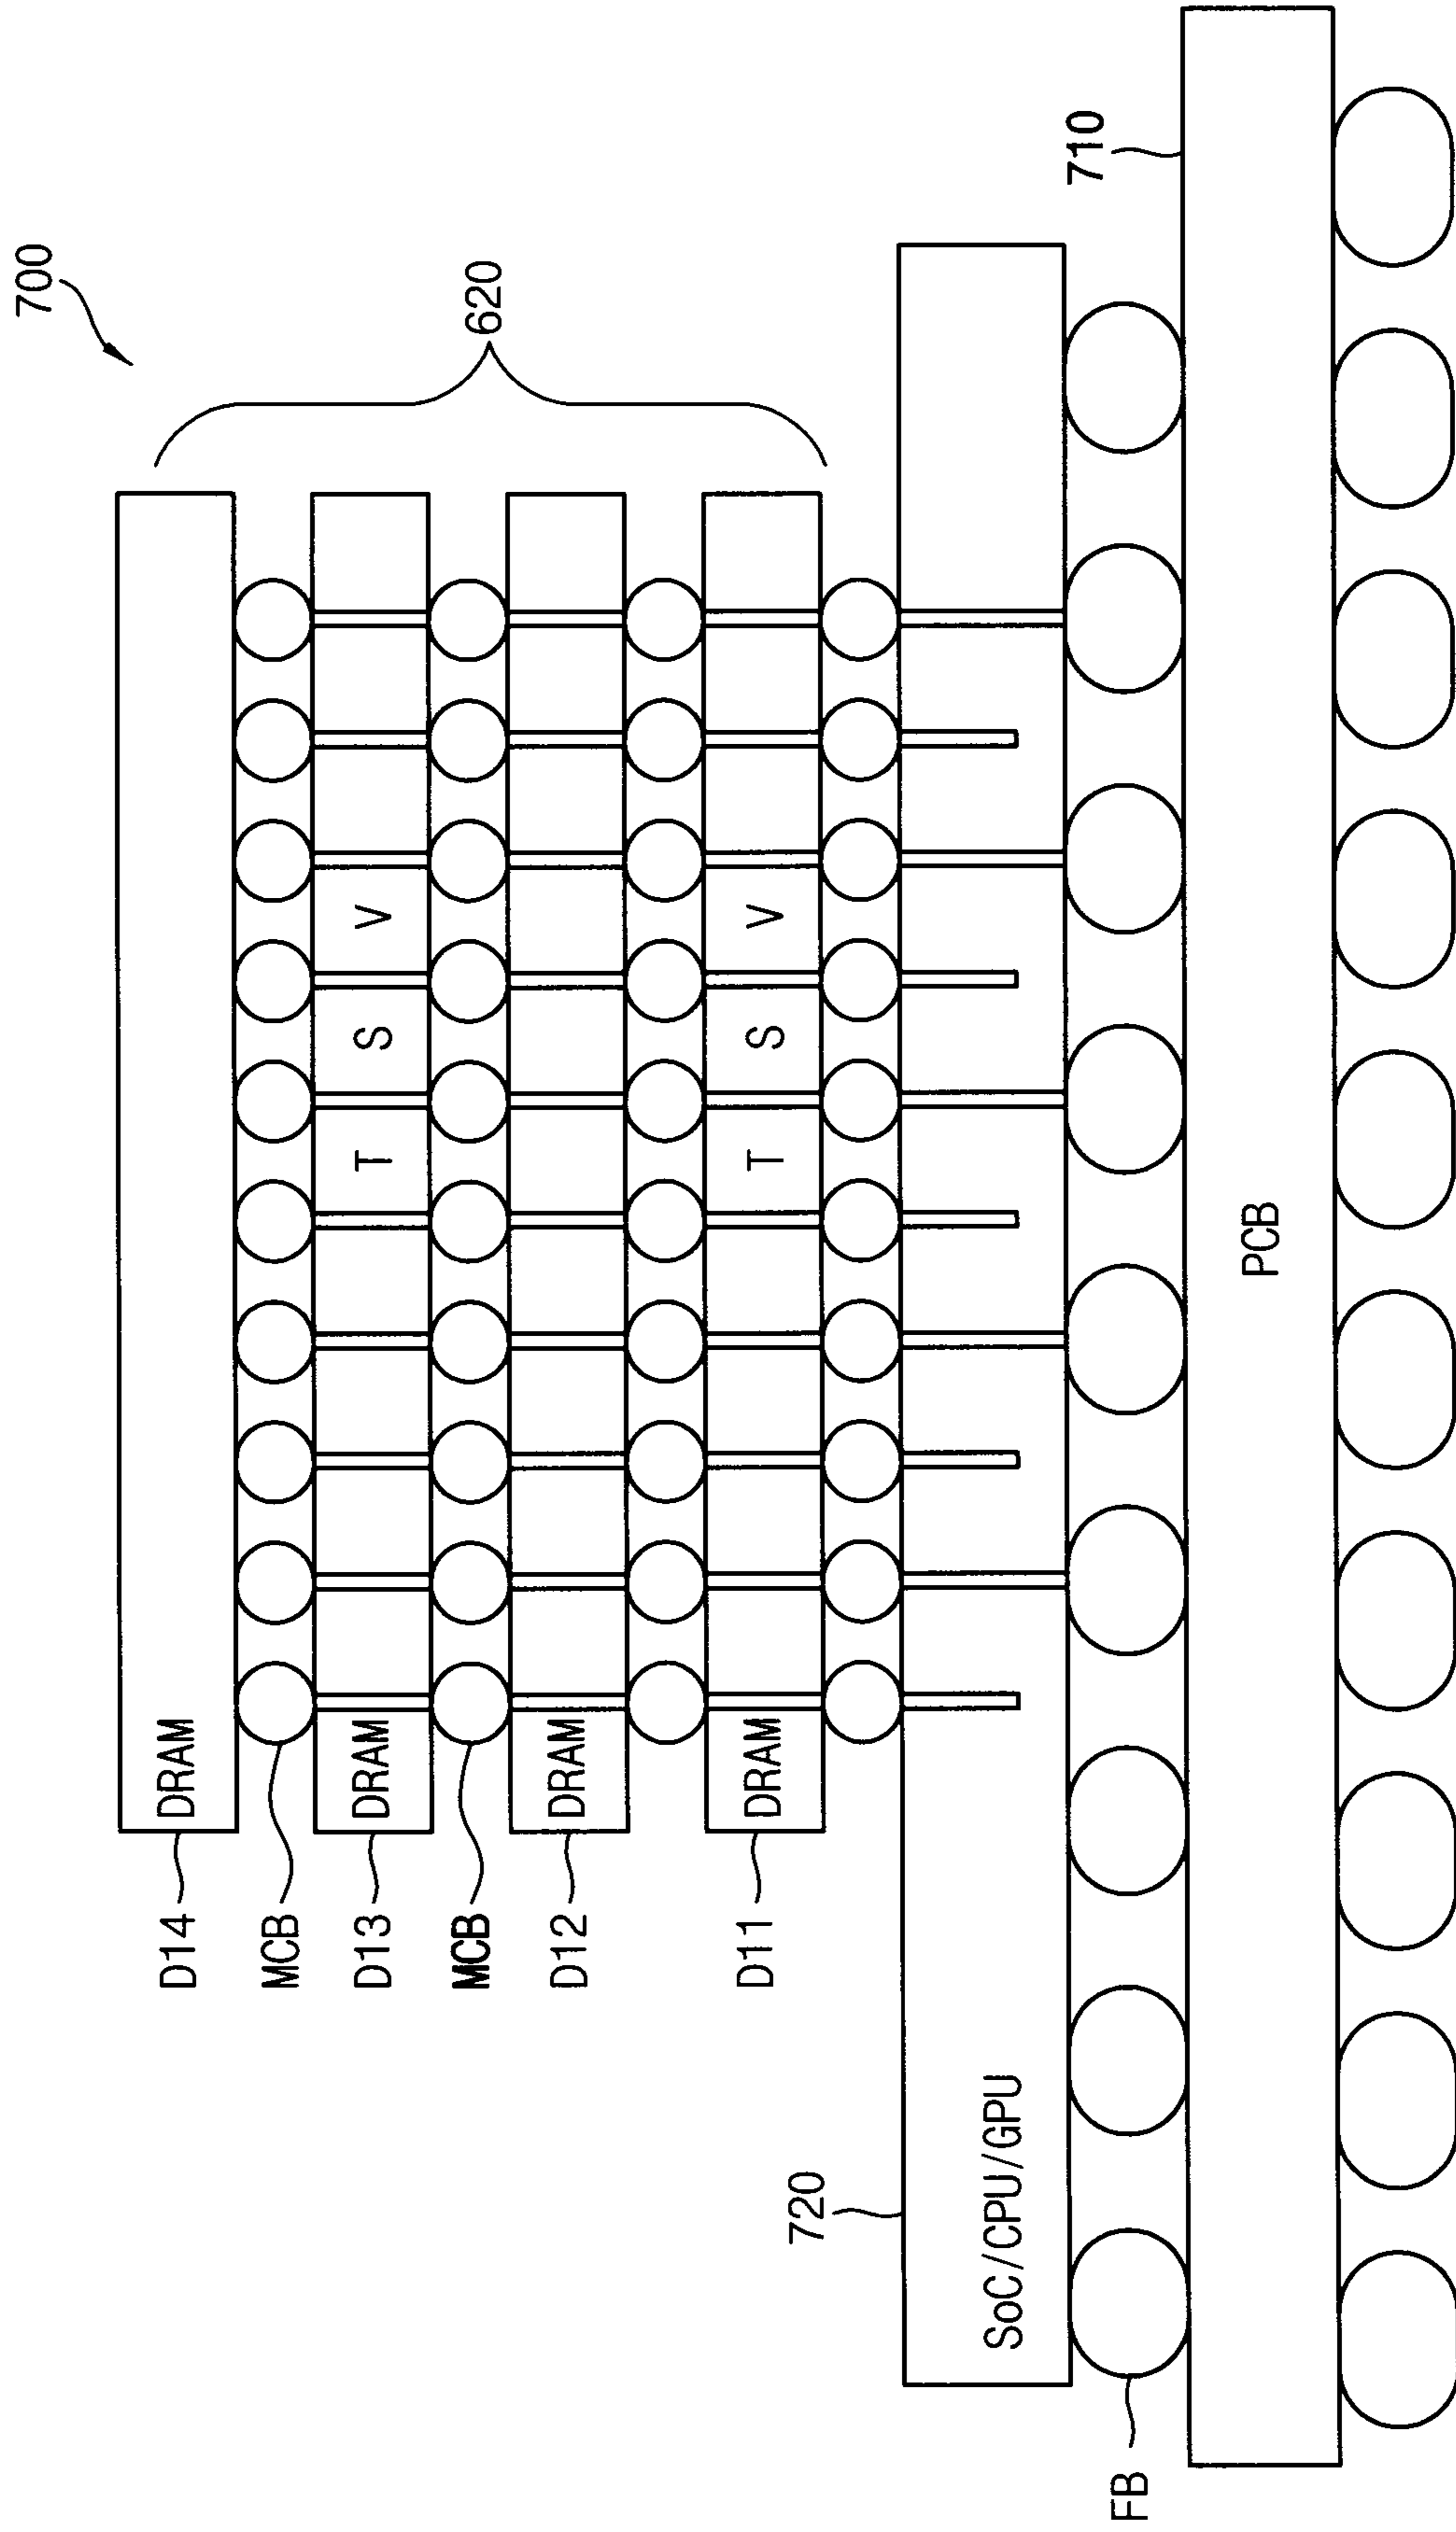 700
D14
DRAM
MCB
D13
DRAM
T S V
MCB
620
D12
DRAM
D11
DRAM
T S V
720
SoC/CPU/GPU
FB
710
PCB